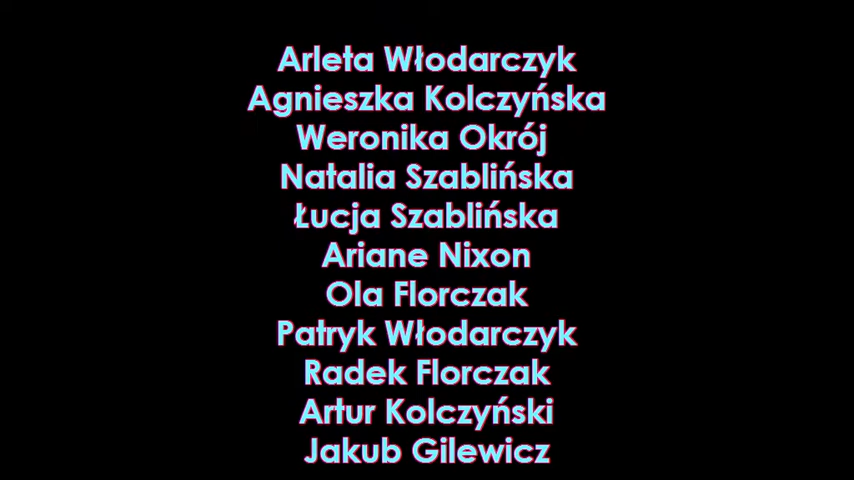 Arleta Włodarczyk
Agnieszka Kolczyńska
Weronika Okrój
Natalia Szablińska
Łucja Szablińska
Ariane Nixon
Ola Florczak
Patryk Włodarczyk
Radek Florczak
Artur Kolczyński
Jakub Gilewicz